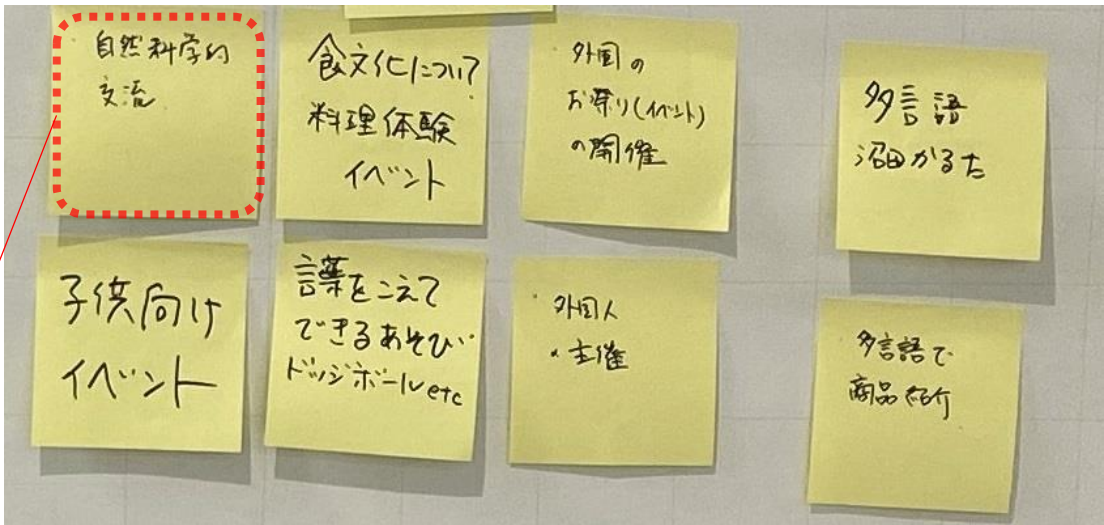 ・自然科学的
交流
食文化について
料理体験
イベント
外国の
お祭り(イベント)
の開催
多言語
沼田かるた
子供向け
イベント
言葉をこえて
できるあそび
ドッジボールetc
・外国人
・主催
多言語で
商品紹介